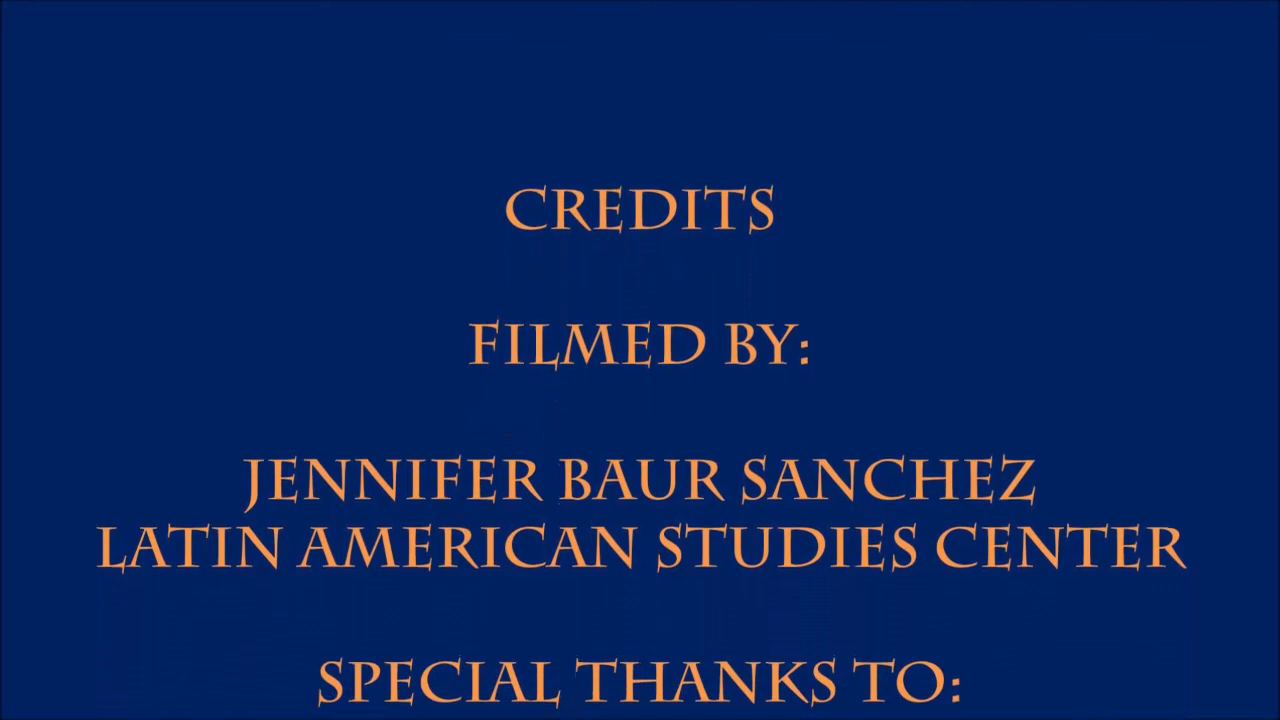 CREDITS
FILMED BY:
JENNIFER BAUR SANCHEZ
LATIN AMERICAN STUDIES CENTER
SPECIAL THANKS TO: